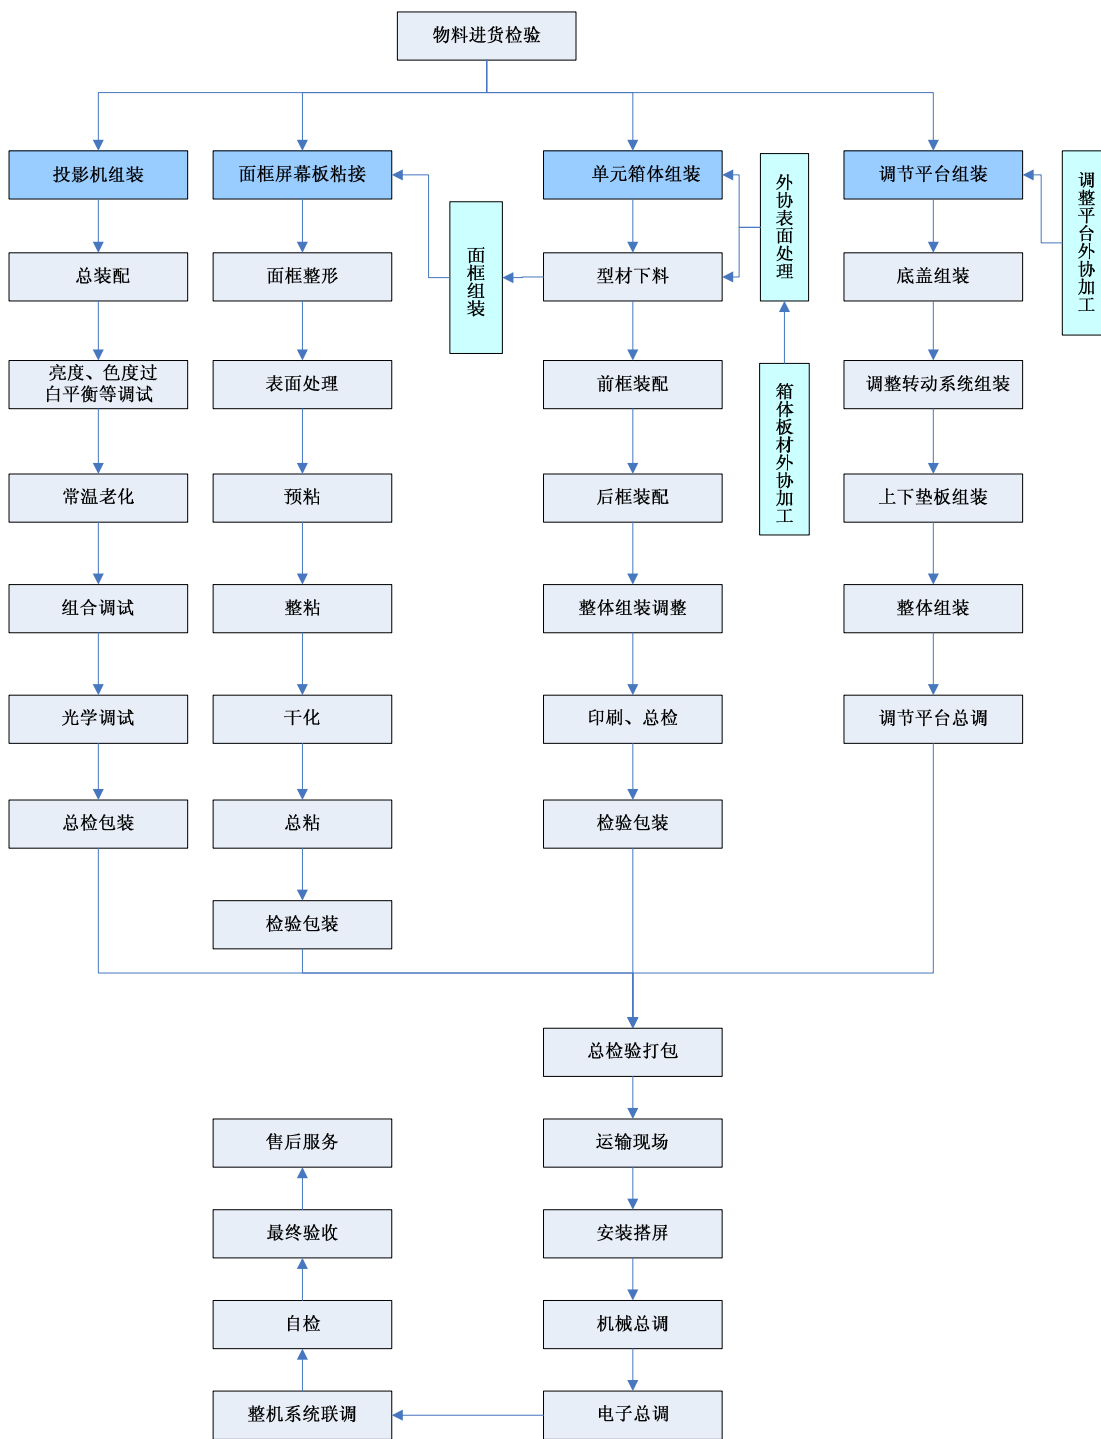 物料进货检验
投影机组装
面框屏幕板粘接
单元箱体组装
外协表面处理
调节平台组装
调整平台外协加工
总装配
面框整形
面框组装
型材下料
底盖组装
亮度、色度过
白平衡等调试
表面处理
前框装配
箱体板材外协加工
调整转动系统组装
常温老化
预粘
后框装配
上下垫板组装
组合调试
整粘
整体组装调整
整体组装
光学调试
干化
印刷、总检
调节平台总调
总检包装
总粘
检验包装
检验包装
总检验打包
售后服务
运输现场
最终验收
安装搭屏
自检
机械总调
整机系统联调
电子总调